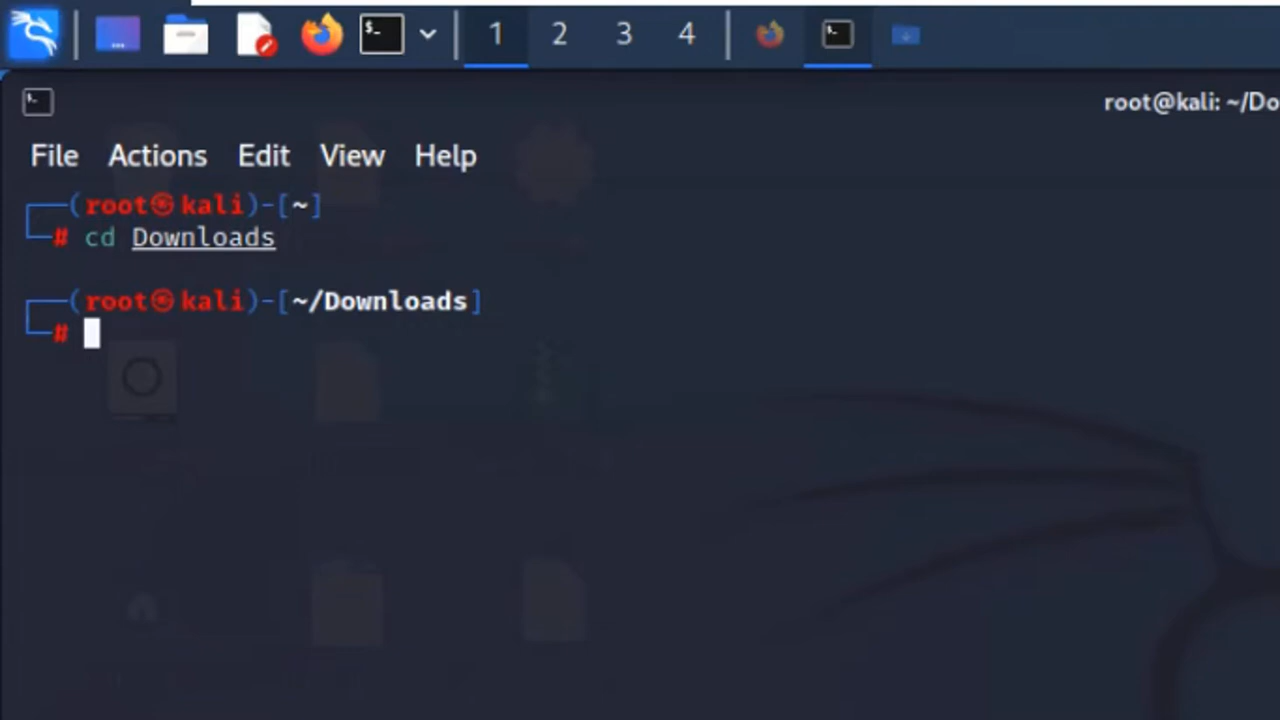 1 2 3 4
root@kali: ~/Do
File Actions Edit View Help
┌──(root㉿kali)-[~]
└─# cd Downloads
┌──(root㉿kali)-[~/Downloads]
└─#